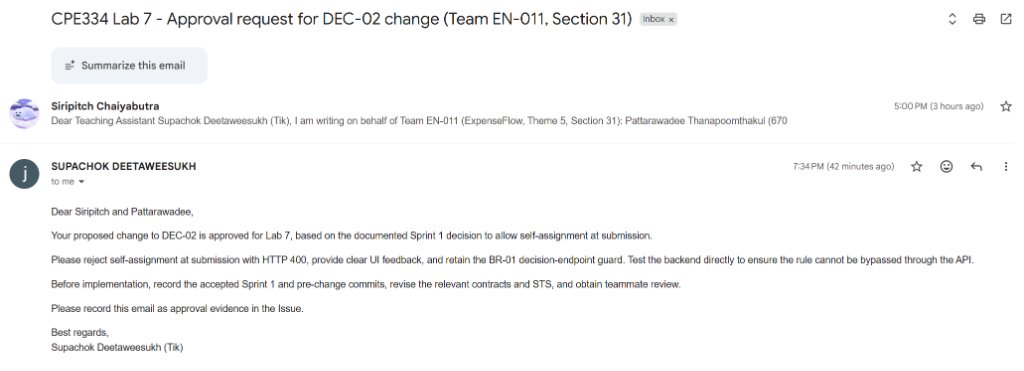 CPE334 Lab 7 - Approval request for DEC-02 change (Team EN-011, Section 31) Inbox x
Summarize this email
Siripitch Chaiyabutra 5:00 PM (3 hours ago)
Dear Teaching Assistant Supachok Deetaweesukh (Tik), I am writing on behalf of Team EN-011 (ExpenseFlow, Theme 5, Section 31): Pattarawadee Thanapoomthakul (670
j
SUPACHOK DEETAWEESUKH 7:34 PM (42 minutes ago)
to me
Dear Siripitch and Pattarawadee,
Your proposed change to DEC-02 is approved for Lab 7, based on the documented Sprint 1 decision to allow self-assignment at submission.
Please reject self-assignment at submission with HTTP 400, provide clear UI feedback, and retain the BR-01 decision-endpoint guard. Test the backend directly to ensure the rule cannot be bypassed through the API.
Before implementation, record the accepted Sprint 1 and pre-change commits, revise the relevant contracts and STS, and obtain teammate review.
Please record this email as approval evidence in the Issue.
Best regards,
Supachok Deetaweesukh (Tik)